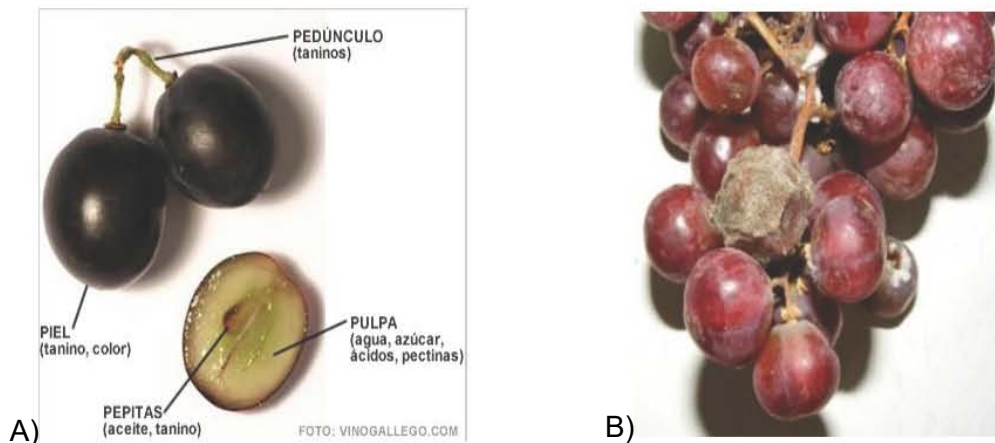 PEDÚNCULO
(taninos)
PIEL
(tanino, color)
PULPA
(agua, azúcar,
ácidos, pectinas)
PEPITAS
(aceite, tanino)
FOTO: VINOGALLEGO.COM
A)
B)